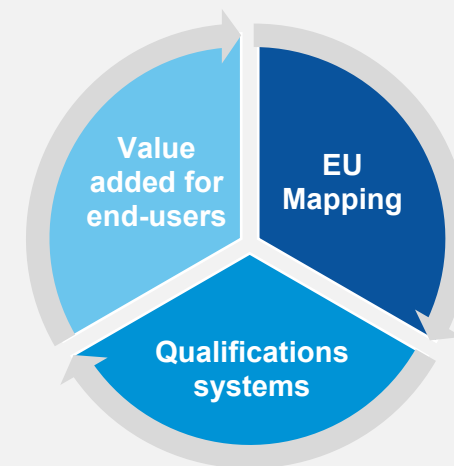 Value
added for
end-users
EU
Mapping
Qualifications
systems